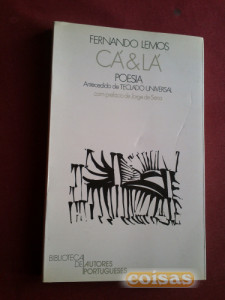 FERNANDO LEMOS
CÁ & LÁ
POESIA
Antecedido de TECLADO UNIVERSAL
com prefácio de Jorge de Sena
BIBLIOTECA
DE AUTORES
PORTUGUESES
coisas